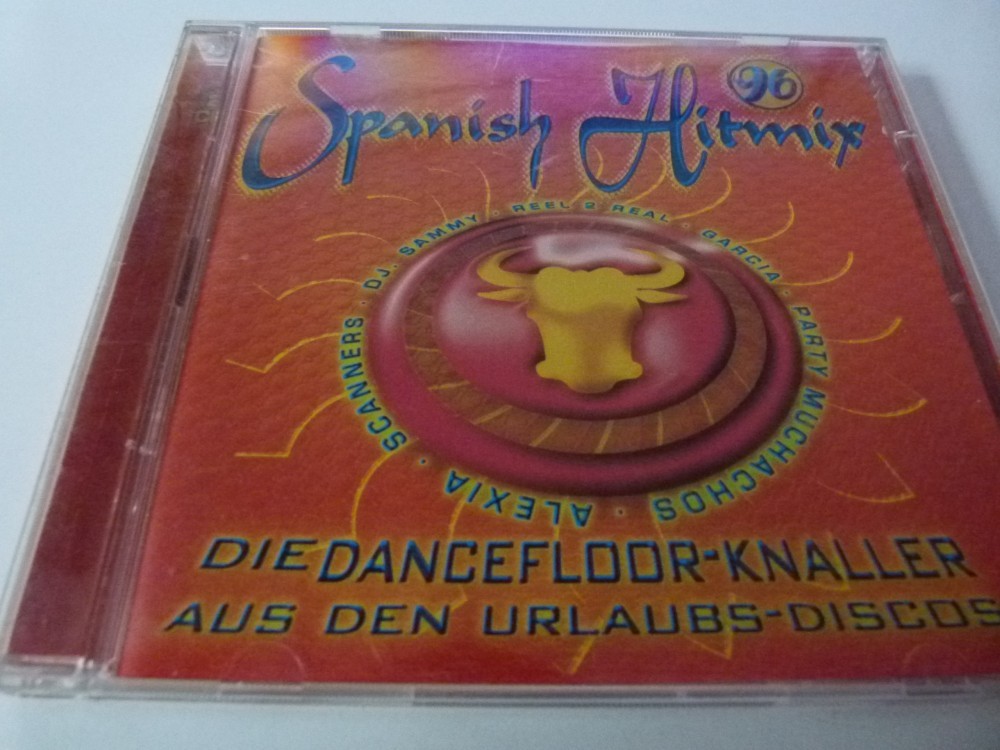 Spanish Hitmix 96
SCANNERS · DJ. SAMMY · REEL 2 REAL · GARCIA · PARTY MUCHACHOS · ALEXIA ·
DIE DANCEFLOOR-KNALLER
AUS DEN URLAUBS-DISCOS